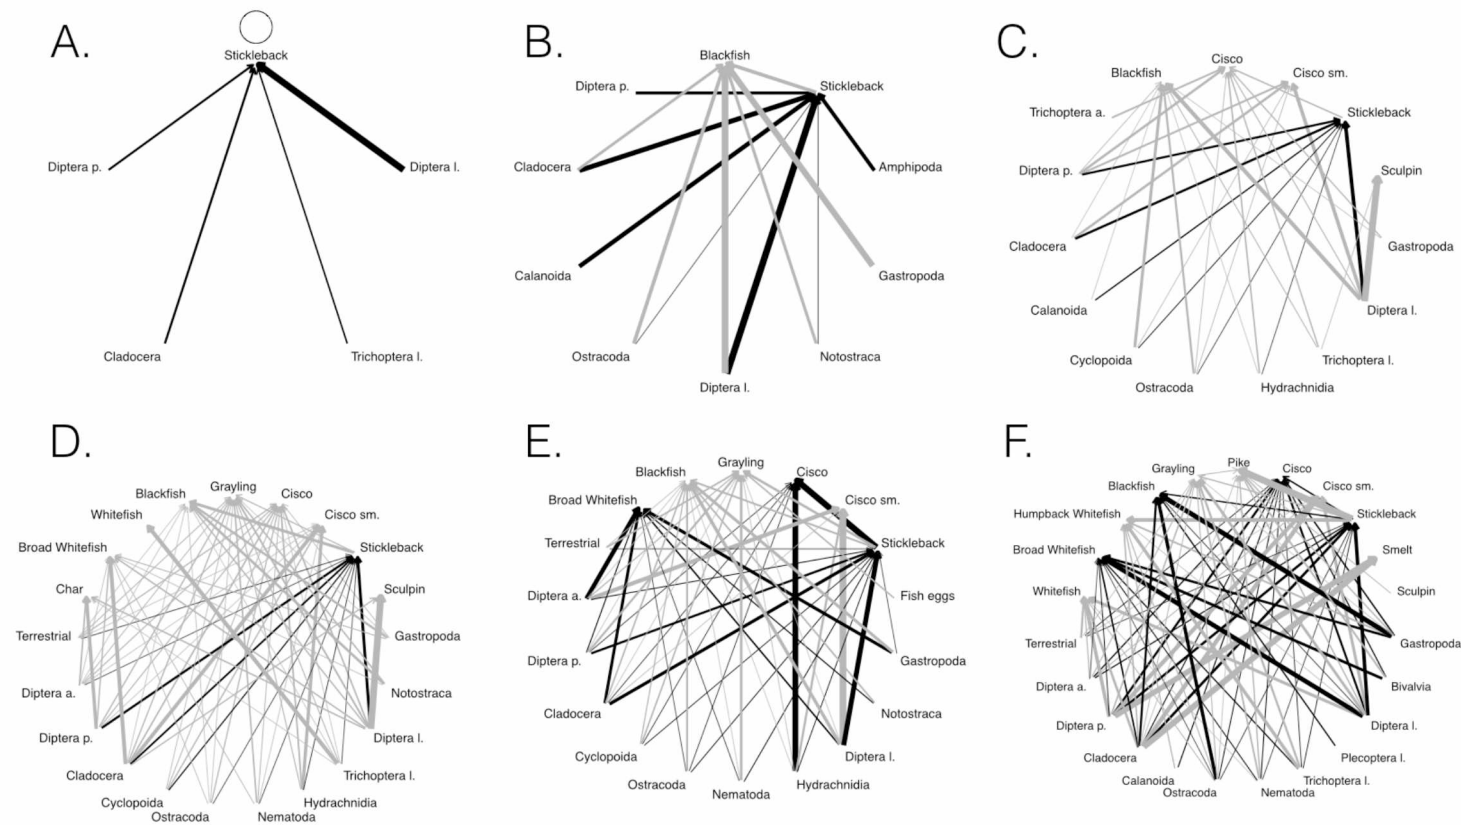 A.
Stickleback
Diptera p.
Diptera l.
Cladocera
Trichoptera l.
B.
Blackfish
Diptera p.
Stickleback
Cladocera
Amphipoda
Calanoida
Gastropoda
Ostracoda
Notostraca
Diptera l.
C.
Cisco
Blackfish
Cisco sm.
Trichoptera a.
Stickleback
Diptera p.
Sculpin
Cladocera
Gastropoda
Calanoida
Diptera l.
Cyclopoida
Trichoptera l.
Ostracoda
Hydrachnidia
D.
Grayling
Blackfish
Cisco
Whitefish
Cisco sm.
Broad Whitefish
Stickleback
Char
Sculpin
Terrestrial
Gastropoda
Diptera a.
Notostraca
Diptera p.
Diptera l.
Cladocera
Trichoptera l.
Cyclopoida
Hydrachnidia
Ostracoda
Nematoda
E.
Grayling
Blackfish
Cisco
Broad Whitefish
Cisco sm.
Terrestrial
Stickleback
Diptera a.
Fish eggs
Diptera p.
Gastropoda
Cladocera
Notostraca
Cyclopoida
Diptera l.
Ostracoda
Hydrachnidia
Nematoda
F.
Pike
Grayling
Cisco
Blackfish
Cisco sm.
Humpback Whitefish
Stickleback
Broad Whitefish
Smelt
Whitefish
Sculpin
Terrestrial
Gastropoda
Diptera a.
Bivalvia
Diptera p.
Diptera l.
Cladocera
Plecoptera l.
Calanoida
Trichoptera l.
Ostracoda
Nematoda